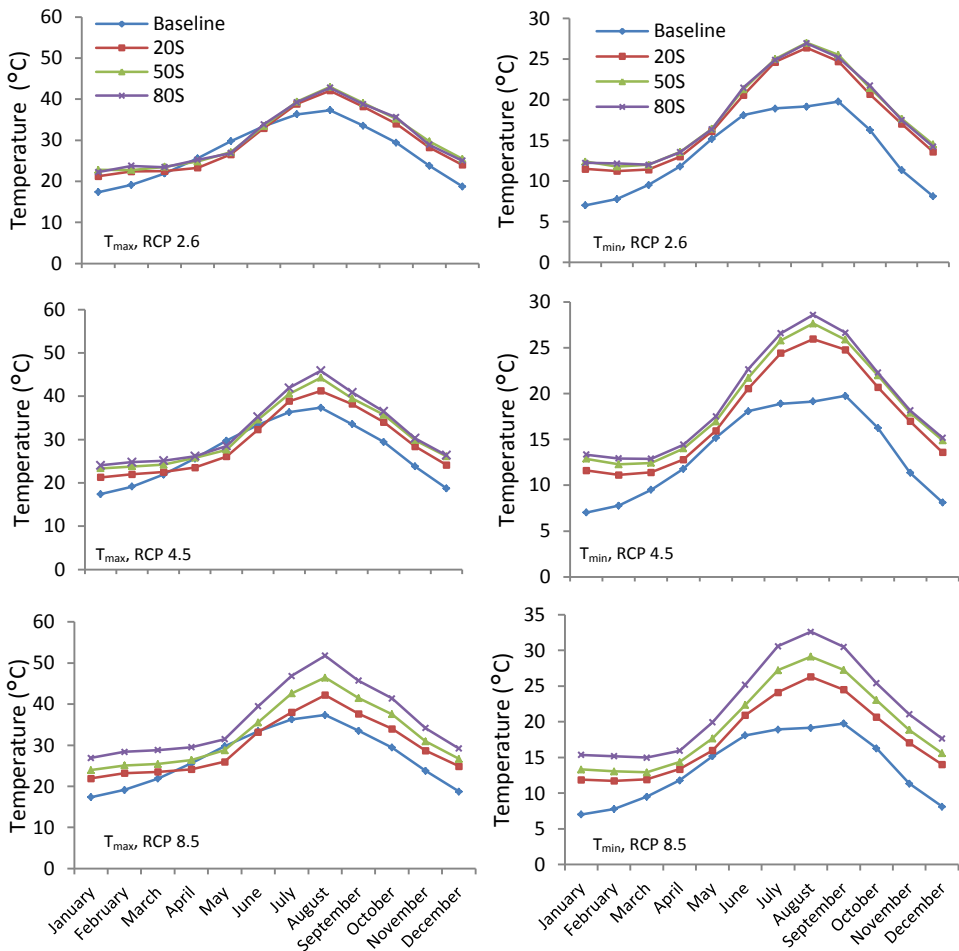 60
50
40
30
20
10
0
Temperature (°C)
Baseline
20S
50S
80S
Tmax, RCP 2.6
30
25
20
15
10
5
0
Temperature (°C)
Baseline
20S
50S
80S
Tmin, RCP 2.6
60
50
40
30
20
10
0
Temperature (°C)
Tmax, RCP 4.5
30
25
20
15
10
5
0
Temperature (°C)
Tmin, RCP 4.5
60
50
40
30
20
10
0
Temperature (°C)
Tmax, RCP 8.5
January
February
March
April
May
June
July
August
September
October
November
December
35
30
25
20
15
10
5
0
Temperature (°C)
Tmin, RCP 8.5
January
February
March
April
May
June
July
August
September
October
November
December